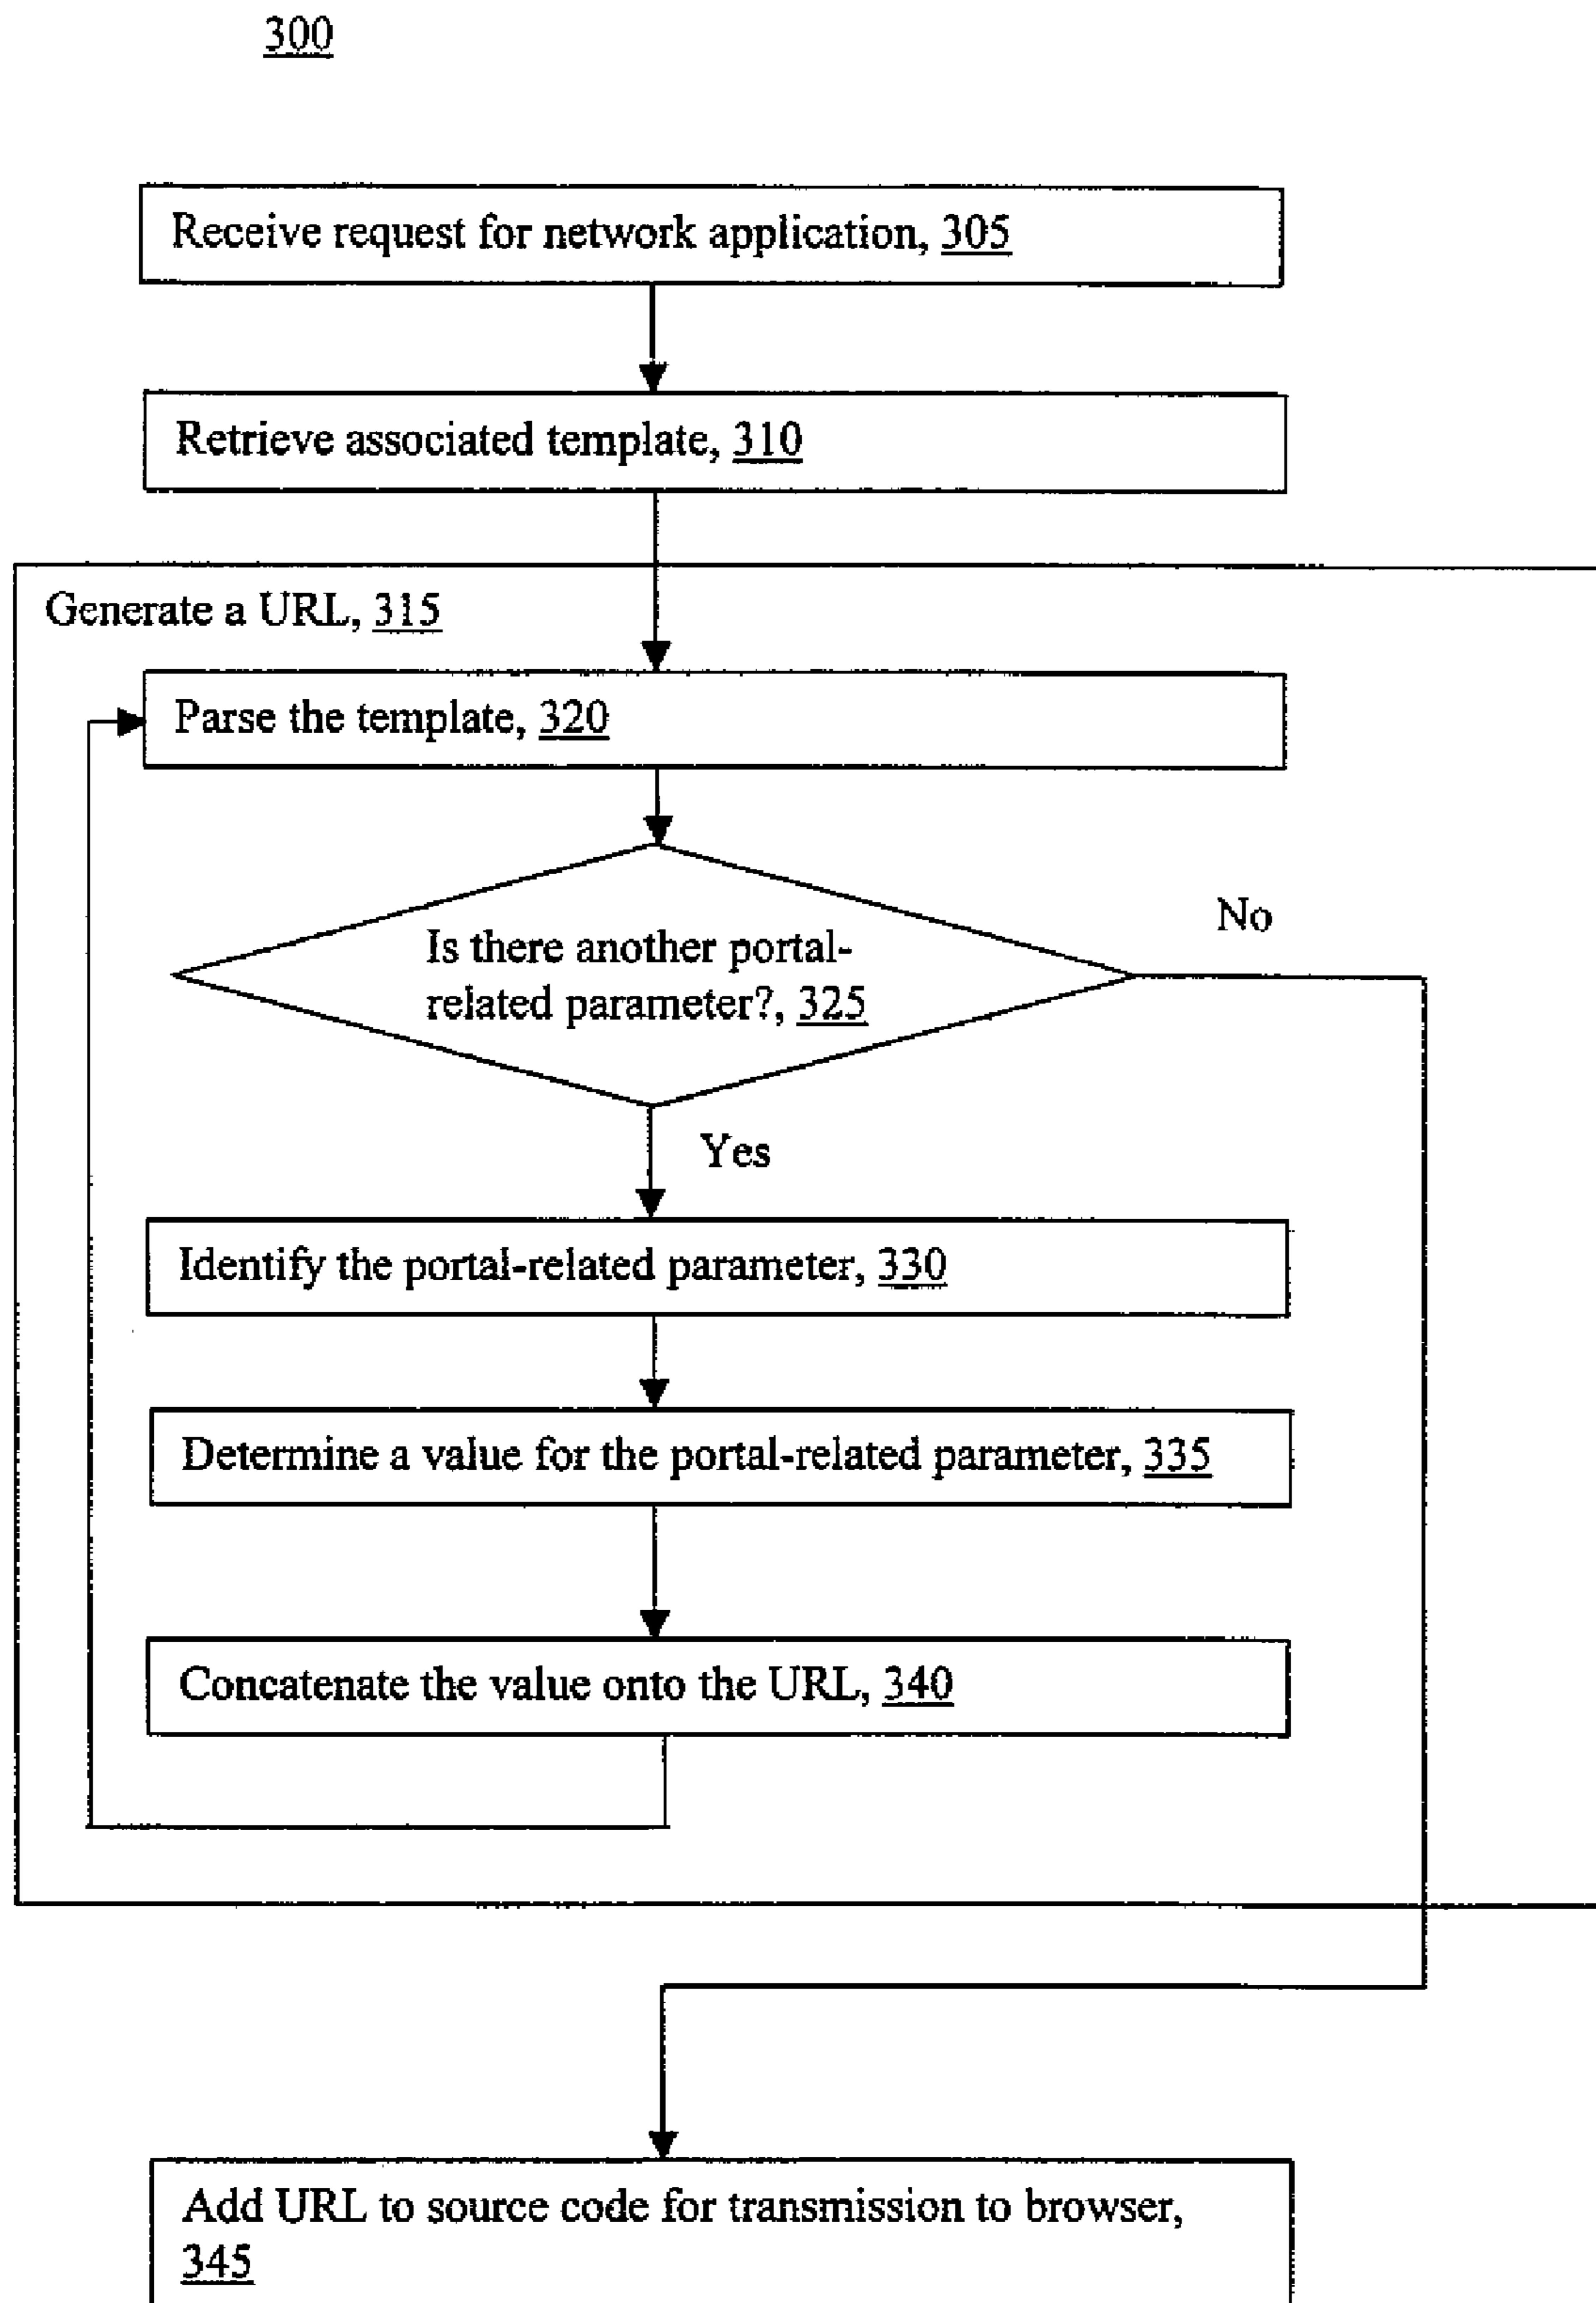 300
Receive request for network application, 305
Retrieve associated template, 310
Generate a URL, 315
Parse the template, 320
Is there another portal-
related parameter?, 325
No
Yes
Identify the portal-related parameter, 330
Determine a value for the portal-related parameter, 335
Concatenate the value onto the URL, 340
Add URL to source code for transmission to browser,
345